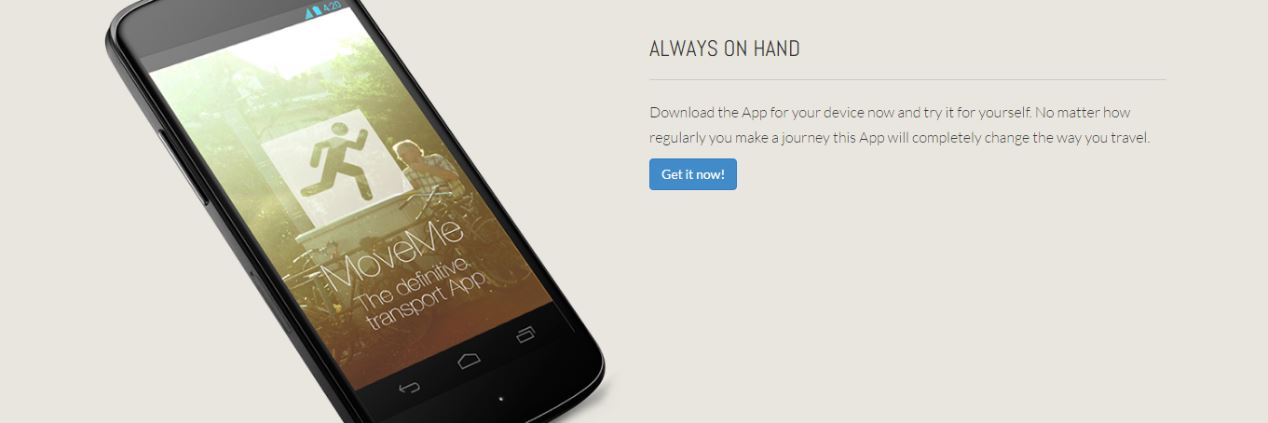 4:20
ALWAYS ON HAND
Download the App for your device now and try it for yourself. No matter how
regularly you make a journey this App will completely change the way you travel.
Get it now!
MoveMe
The definitive
transport App